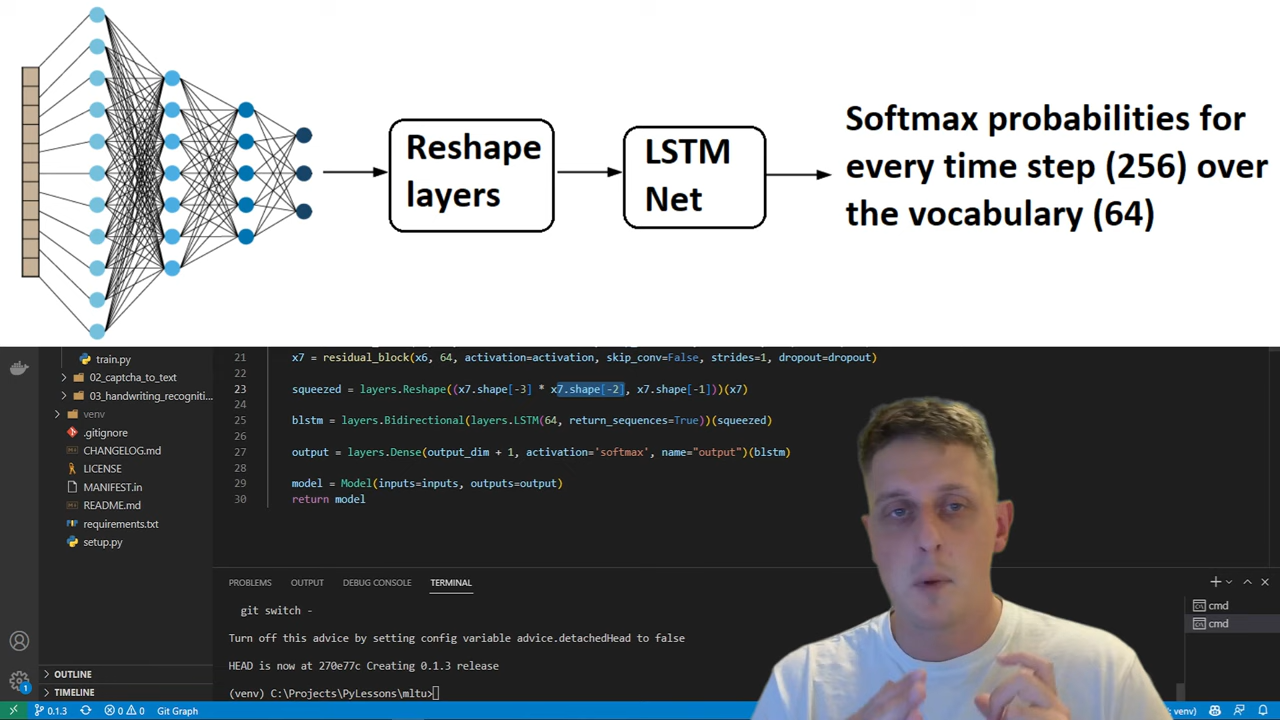 Reshape
layers
LSTM
Net
Softmax probabilities for
every time step (256) over
the vocabulary (64)
train.py
02_captcha_to_text
03_handwriting_recogniti...
venv
.gitignore
CHANGELOG.md
LICENSE
MANIFEST.in
README.md
requirements.txt
setup.py
OUTLINE
TIMELINE
21 x7 = residual_block(x6, 64, activation=activation, skip_conv=False, strides=1, dropout=dropout)
22
23 squeezed = layers.Reshape((x7.shape[-3] * x7.shape[-2], x7.shape[-1]))(x7)
24
25 blstm = layers.Bidirectional(layers.LSTM(64, return_sequences=True))(squeezed)
26
27 output = layers.Dense(output_dim + 1, activation='softmax', name="output")(blstm)
28
29 model = Model(inputs=inputs, outputs=output)
30 return model
PROBLEMS OUTPUT DEBUG CONSOLE TERMINAL
cmd
cmd
git switch -
Turn off this advice by setting config variable advice.detachedHead to false
HEAD is now at 270e77c Creating 0.1.3 release
(venv) C:\Projects\PyLessons\mltu>
1
0.1.3 0 0 Git Graph venv)